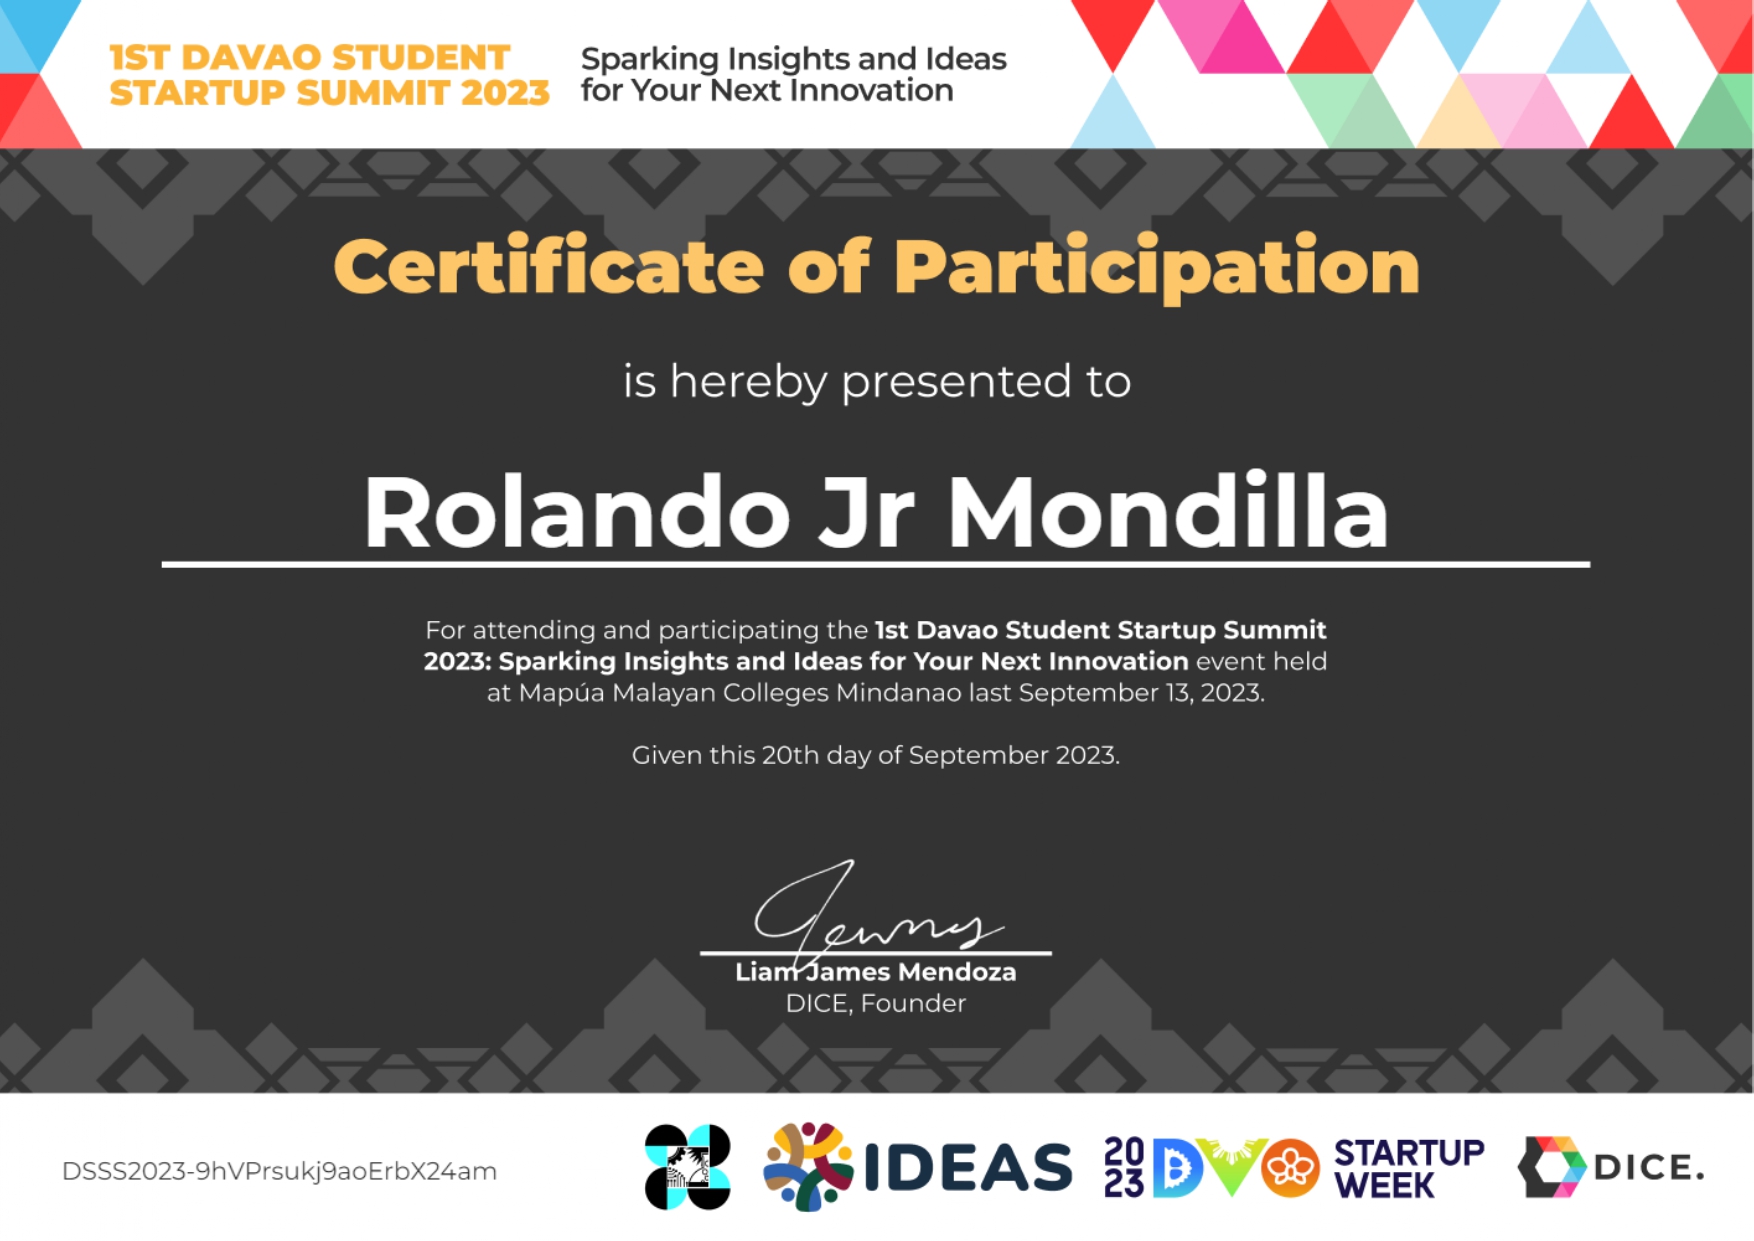 1ST DAVAO STUDENT
STARTUP SUMMIT 2023
Sparking Insights and Ideas
for Your Next Innovation
Certificate of Participation
is hereby presented to
Rolando Jr Mondilla
For attending and participating the 1st Davao Student Startup Summit
2023: Sparking Insights and Ideas for Your Next Innovation event held
at Mapúa Malayan Colleges Mindanao last September 13, 2023.
Given this 20th day of September 2023.
Liam James Mendoza
DICE, Founder
DSSS2023-9hVPrsukj9aoErbX24am
IDEAS
20
23
DVO
STARTUP
WEEK
DICE.